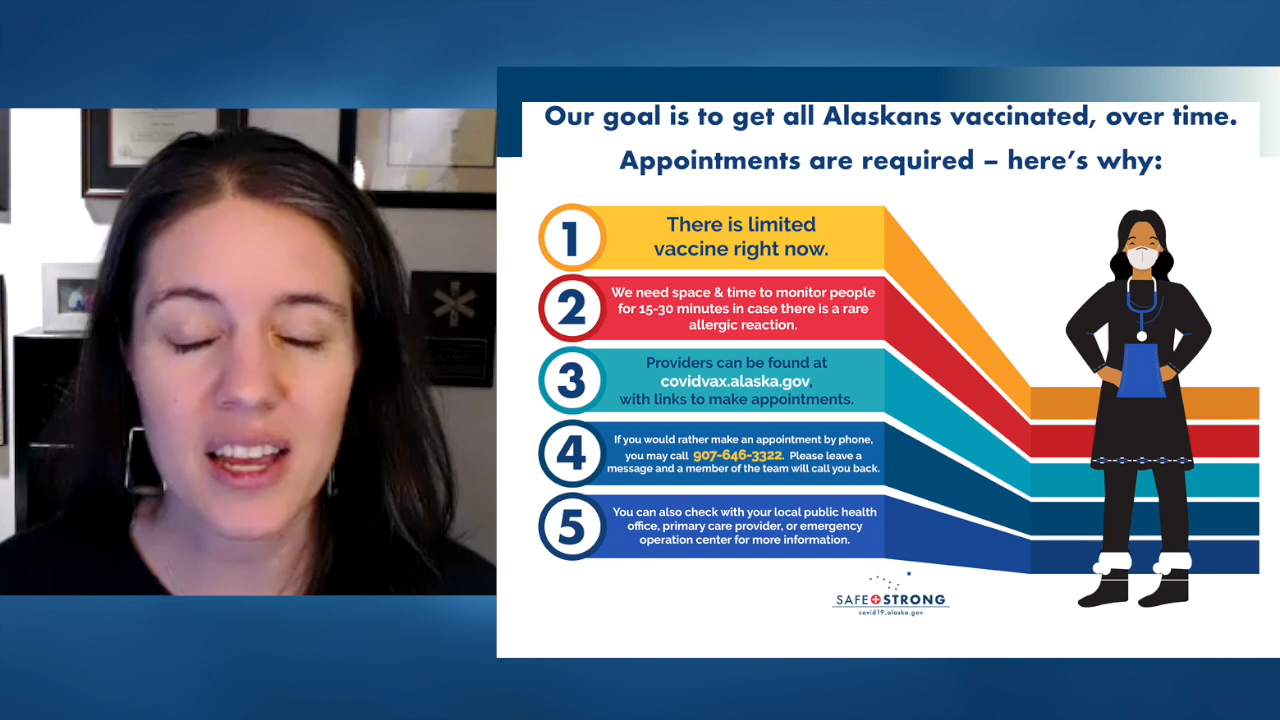 Our goal is to get all Alaskans vaccinated, over time.
Appointments are required – here's why:
1
There is limited
vaccine right now.
2
We need space & time to monitor people
for 15-30 minutes in case there is a rare
allergic reaction.
3
Providers can be found at
covidvax.alaska.gov,
with links to make appointments.
4
If you would rather make an appointment by phone,
you may call 907-646-3322. Please leave a
message and a member of the team will call you back.
5
You can also check with your local public health
office, primary care provider, or emergency
operation center for more information.
SAFE STRONG
covid19.alaska.gov